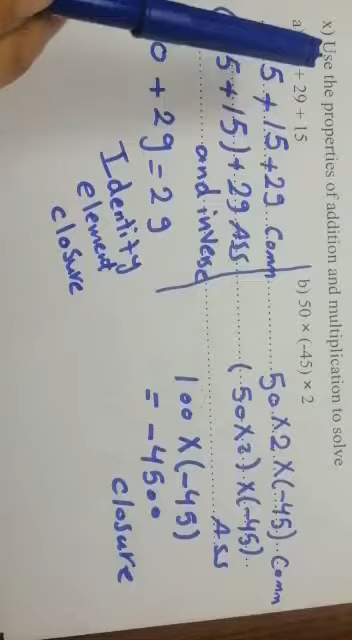 x) Use the properties of addition and multiplication to solve
a) + 29 + 15
5 + 15 + 29 Comm
5 + 15) + 29 Ass
and inverse
0 + 29 = 29
Identity
element
closure
b) 50 × (-45) × 2
50 × 2 × (-45) Comm
(50 × 2) × (-45)
Ass
100 × (-45)
= -4500
closure